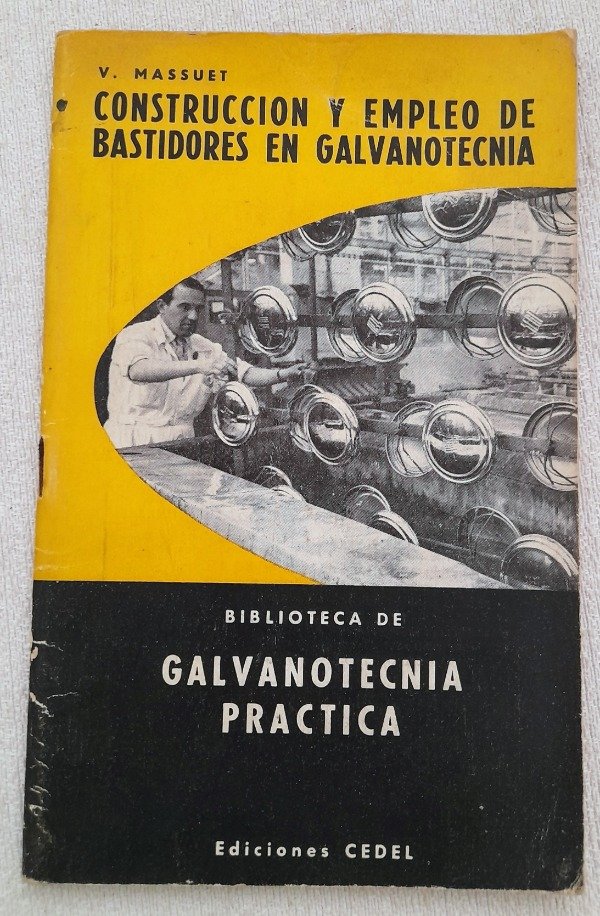 V. MASSUET
CONSTRUCCION Y EMPLEO DE
BASTIDORES EN GALVANOTECNIA
BIBLIOTECA DE
GALVANOTECNIA
PRACTICA
Ediciones CEDEL